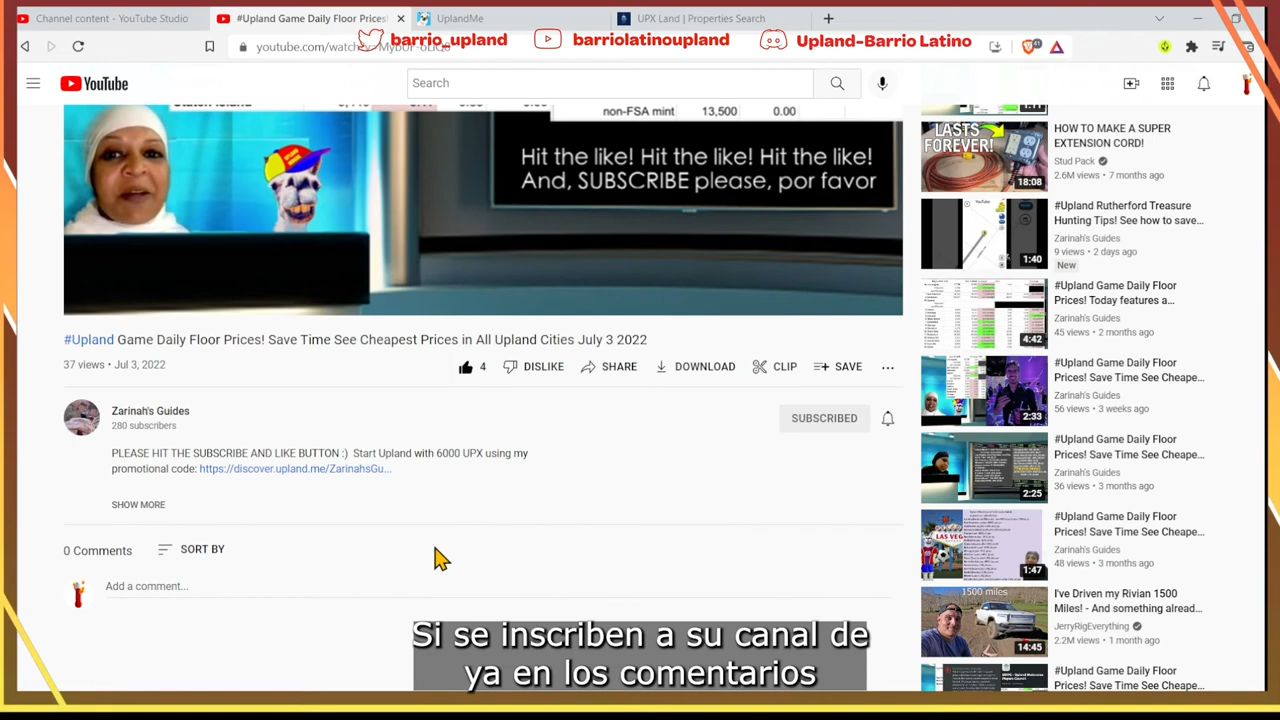 Channel content - YouTube Studio
#Upland Game Daily Floor Prices
UplandMe
UPX Land | Properties Search
barrio_upland
barriolatinoupland
Upland-Barrio Latino
41
YouTube
Search
non-FSA mint 13,500 0.00
Hit the like! Hit the like! Hit the like!
And, SUBSCRIBE please, por favor
#Upland Game Daily Floor Prices
Cheapest Prices
2022
37 views • Jul 3, 2022
4
DISLIKE
SHARE
DOWNLOAD
CLIP
SAVE
Zarinah's Guides
280 subscribers
SUBSCRIBED
PLEASE HIT THE SUBSCRIBE AND LIKE BUTTON :-) Start Upland with 6000 UPX using my
promotional code: https://discover.upland.me/ZarinahsGu...
SHOW MORE
0 Comments
SORT BY
comment...
Si se inscriben a su canal de
ya en los comentarios
LASTS
FOREVER!
18:08
HOW TO MAKE A SUPER
EXTENSION CORD!
Stud Pack
2.6M views • 7 months ago
1:40
#Upland Rutherford Treasure
Hunting Tips! See how to save...
Zarinah's Guides
9 views • 2 days ago
New
4:42
#Upland Game Daily Floor
Prices! Today features a...
Zarinah's Guides
45 views • 2 months ago
2:33
#Upland Game Daily Floor
Prices! Save Time See Cheape...
Zarinah's Guides
56 views • 3 weeks ago
2:25
#Upland Game Daily Floor
Prices! Save Time See Cheape...
Zarinah's Guides
36 views • 3 months ago
LAS VEG
1:47
#Upland Game Daily Floor
Prices! Save Time See Cheape...
Zarinah's Guides
48 views • 3 months ago
1500 miles
14:45
I've Driven my Rivian 1500
Miles! - And something alread...
JerryRigEverything
2.2M views • 1 month ago
#Upland Game Daily Floor
Prices! Save Time See Cheape...